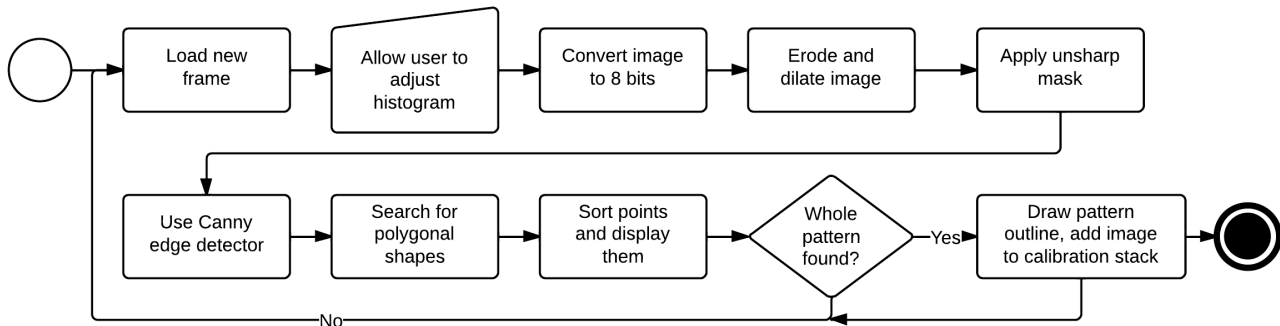 Load new
frame
Allow user to
adjust
histogram
Convert image
to 8 bits
Erode and
dilate image
Apply unsharp
mask
Use Canny
edge detector
Search for
polygonal
shapes
Sort points
and display
them
Whole
pattern
found?
Yes
Draw pattern
outline, add image
to calibration stack
No